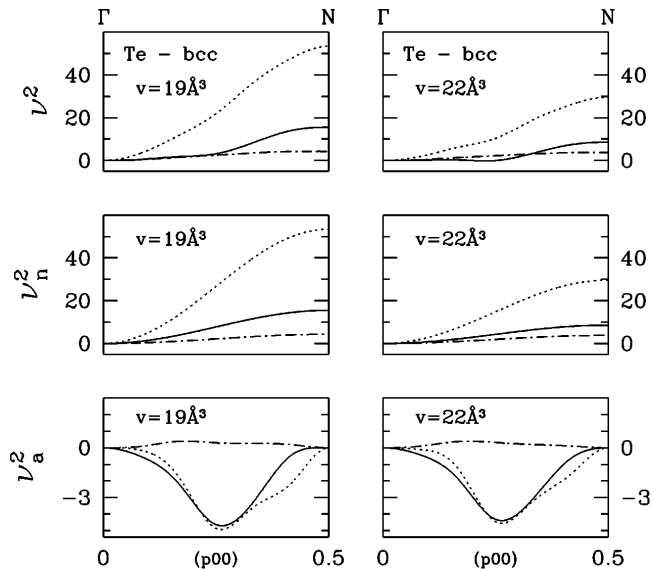 Γ N Γ N
Te – bcc Te – bcc
v=19Å³ v=22Å³
ν²
40 40
20 20
0 0
v=19Å³ v=22Å³
ν²ₙ
40 40
20 20
0 0
v=19Å³ v=22Å³
ν²ₐ
0 0
−3 −3
0 (p00) 0.5 0 (p00) 0.5